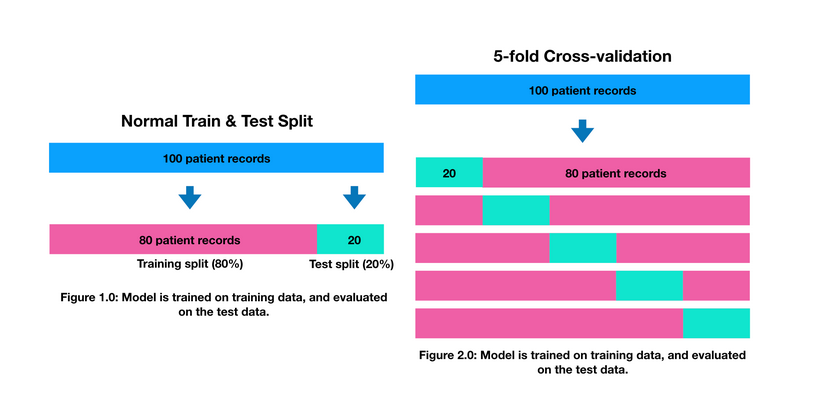 Normal Train & Test Split
100 patient records
80 patient records
20
Training split (80%)
Test split (20%)
Figure 1.0: Model is trained on training data, and evaluated
on the test data.
5-fold Cross-validation
100 patient records
20
80 patient records
Figure 2.0: Model is trained on training data, and evaluated
on the test data.